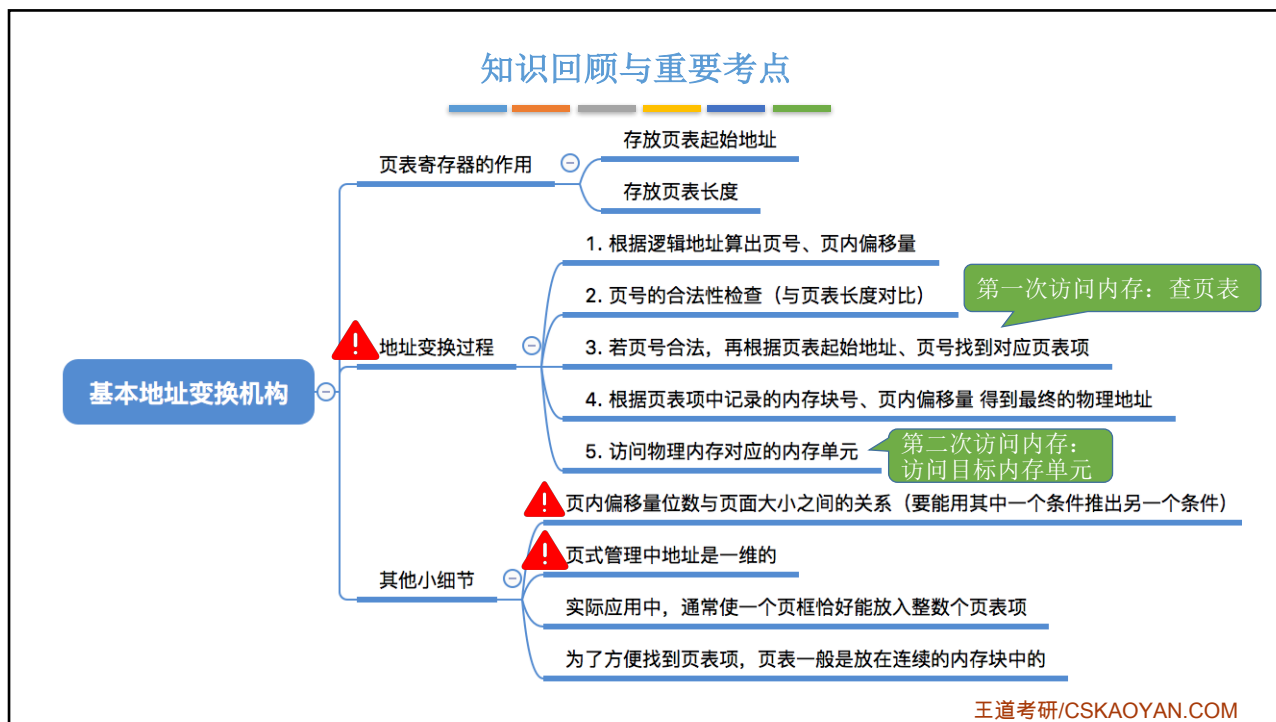 知识回顾与重要考点
基本地址变换机构
页表寄存器的作用
存放页表起始地址
存放页表长度
地址变换过程
1. 根据逻辑地址算出页号、页内偏移量
2. 页号的合法性检查（与页表长度对比）
第一次访问内存：查页表
3. 若页号合法，再根据页表起始地址、页号找到对应页表项
4. 根据页表项中记录的内存块号、页内偏移量 得到最终的物理地址
5. 访问物理内存对应的内存单元
第二次访问内存：
访问目标内存单元
其他小细节
页内偏移量位数与页面大小之间的关系（要能用其中一个条件推出另一个条件）
页式管理中地址是一维的
实际应用中，通常使一个页框恰好能放入整数个页表项
为了方便找到页表项，页表一般是放在连续的内存块中的
王道考研/CSKAOYAN.COM